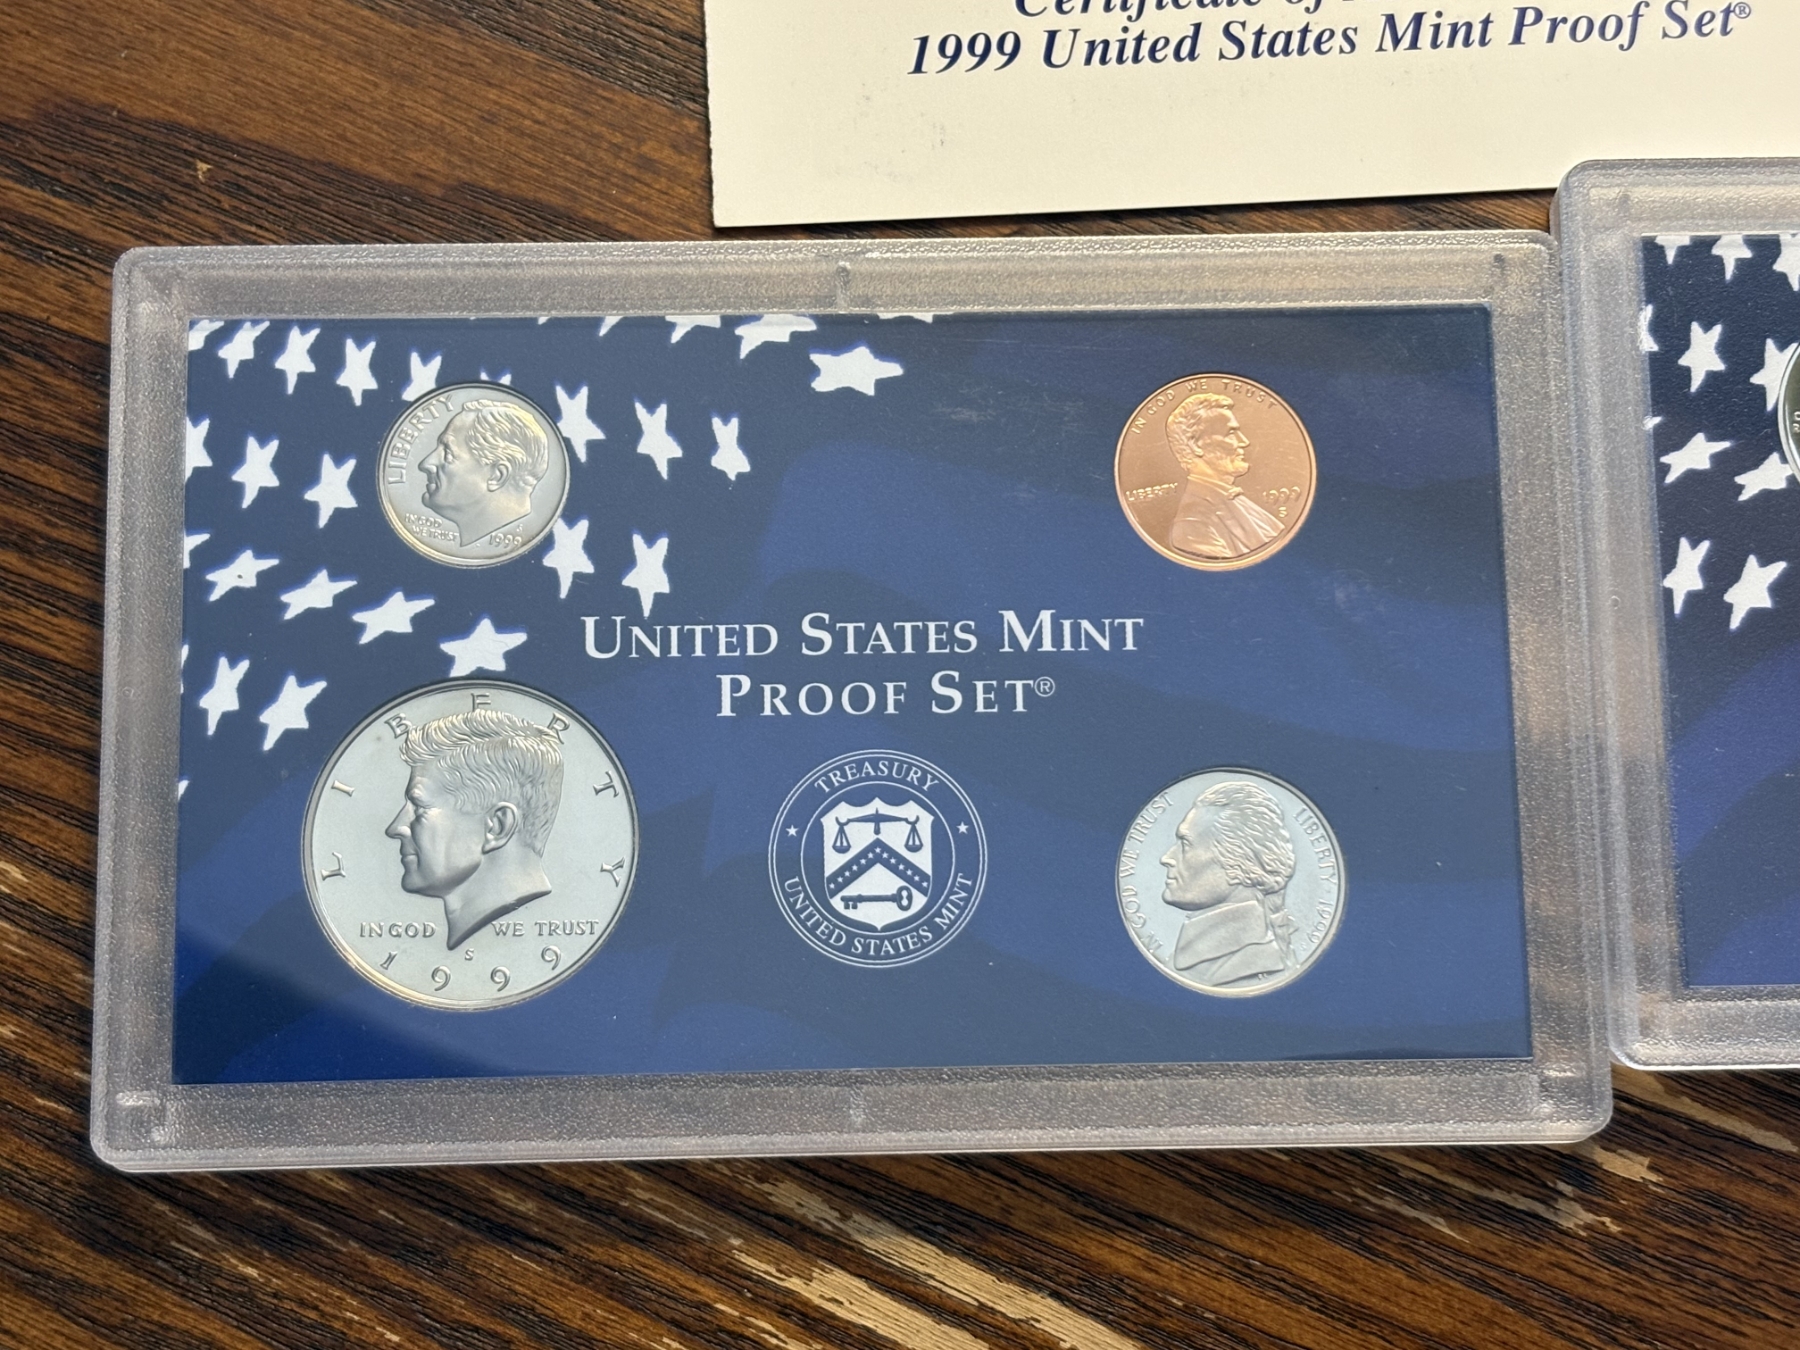 Certificate of
1999 United States Mint Proof Set®
LIBERTY
IN GOD
WE TRUST
S
1999
IN GOD WE TRUST
LIBERTY
1999
S
UNITED STATES MINT
PROOF SET®
LIBERTY
IN GOD WE TRUST
S
1999
TREASURY
UNITED STATES MINT
IN GOD WE TRUST
LIBERTY · 1999